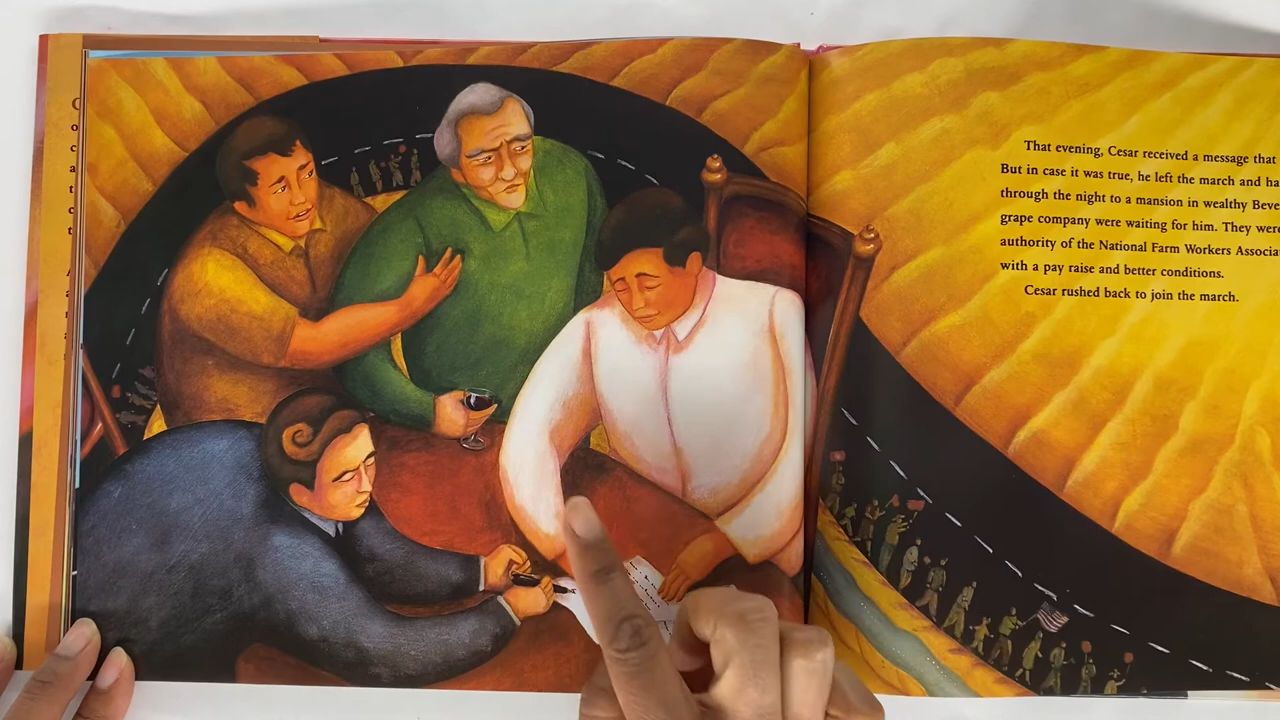 That evening, Cesar received a message that
But in case it was true, he left the march and ha
through the night to a mansion in wealthy Beve
grape company were waiting for him. They were
authority of the National Farm Workers Associa
with a pay raise and better conditions.
Cesar rushed back to join the march.